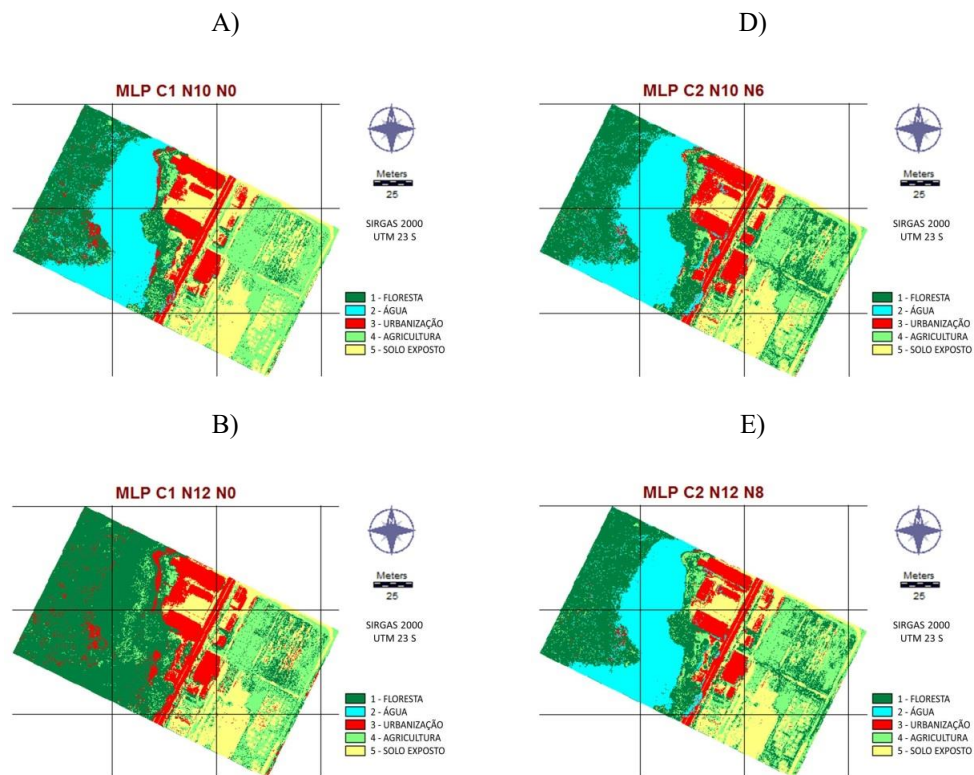 A)
MLP C1 N10 N0
N
Meters
25
SIRGAS 2000
UTM 23 S
1 - FLORESTA
2 - ÁGUA
3 - URBANIZAÇÃO
4 - AGRICULTURA
5 - SOLO EXPOSTO
D)
MLP C2 N10 N6
N
Meters
25
SIRGAS 2000
UTM 23 S
1 - FLORESTA
2 - ÁGUA
3 - URBANIZAÇÃO
4 - AGRICULTURA
5 - SOLO EXPOSTO
B)
MLP C1 N12 N0
N
Meters
25
SIRGAS 2000
UTM 23 S
1 - FLORESTA
2 - ÁGUA
3 - URBANIZAÇÃO
4 - AGRICULTURA
5 - SOLO EXPOSTO
E)
MLP C2 N12 N8
N
Meters
25
SIRGAS 2000
UTM 23 S
1 - FLORESTA
2 - ÁGUA
3 - URBANIZAÇÃO
4 - AGRICULTURA
5 - SOLO EXPOSTO